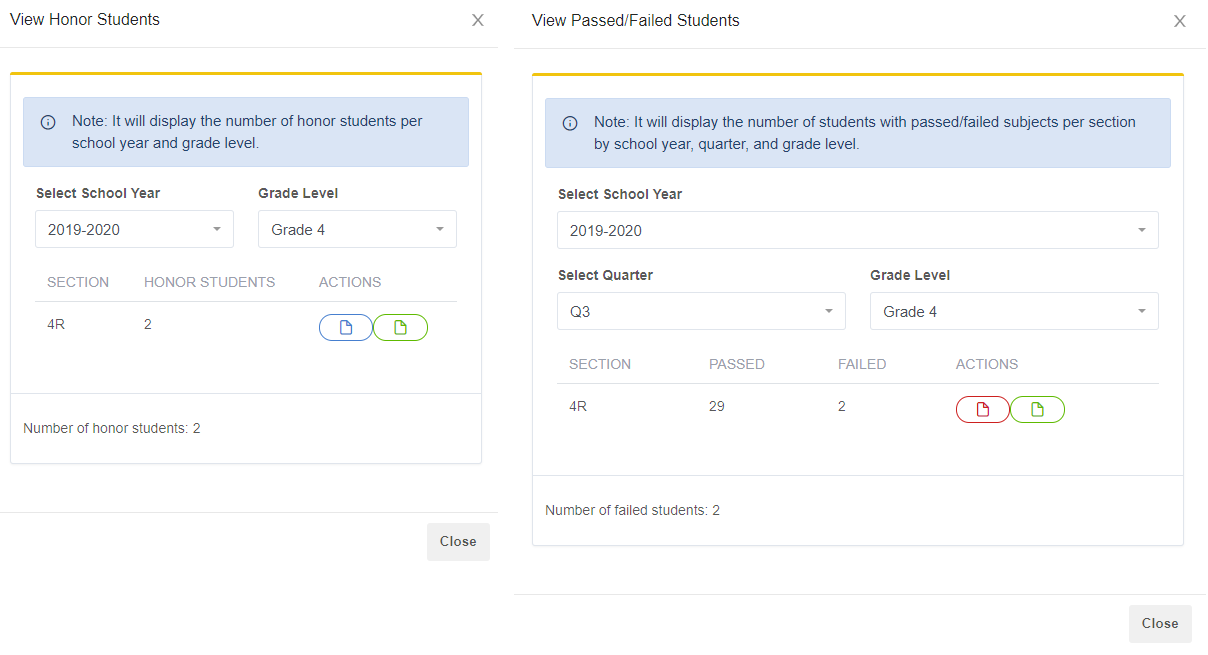 View Honor Students
X
Note: It will display the number of honor students per
school year and grade level.
Select School Year
Grade Level
2019-2020
Grade 4
SECTION HONOR STUDENTS ACTIONS
4R 2
Number of honor students: 2
Close
View Passed/Failed Students
X
Note: It will display the number of students with passed/failed subjects per section
by school year, quarter, and grade level.
Select School Year
2019-2020
Select Quarter
Grade Level
Q3
Grade 4
SECTION PASSED FAILED ACTIONS
4R 29 2
Number of failed students: 2
Close